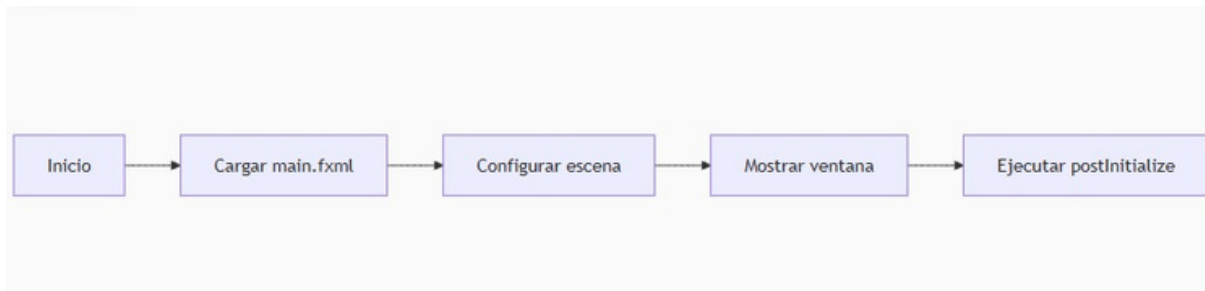 Inicio
Cargar main.fxml
Configurar escena
Mostrar ventana
Ejecutar postInitialize